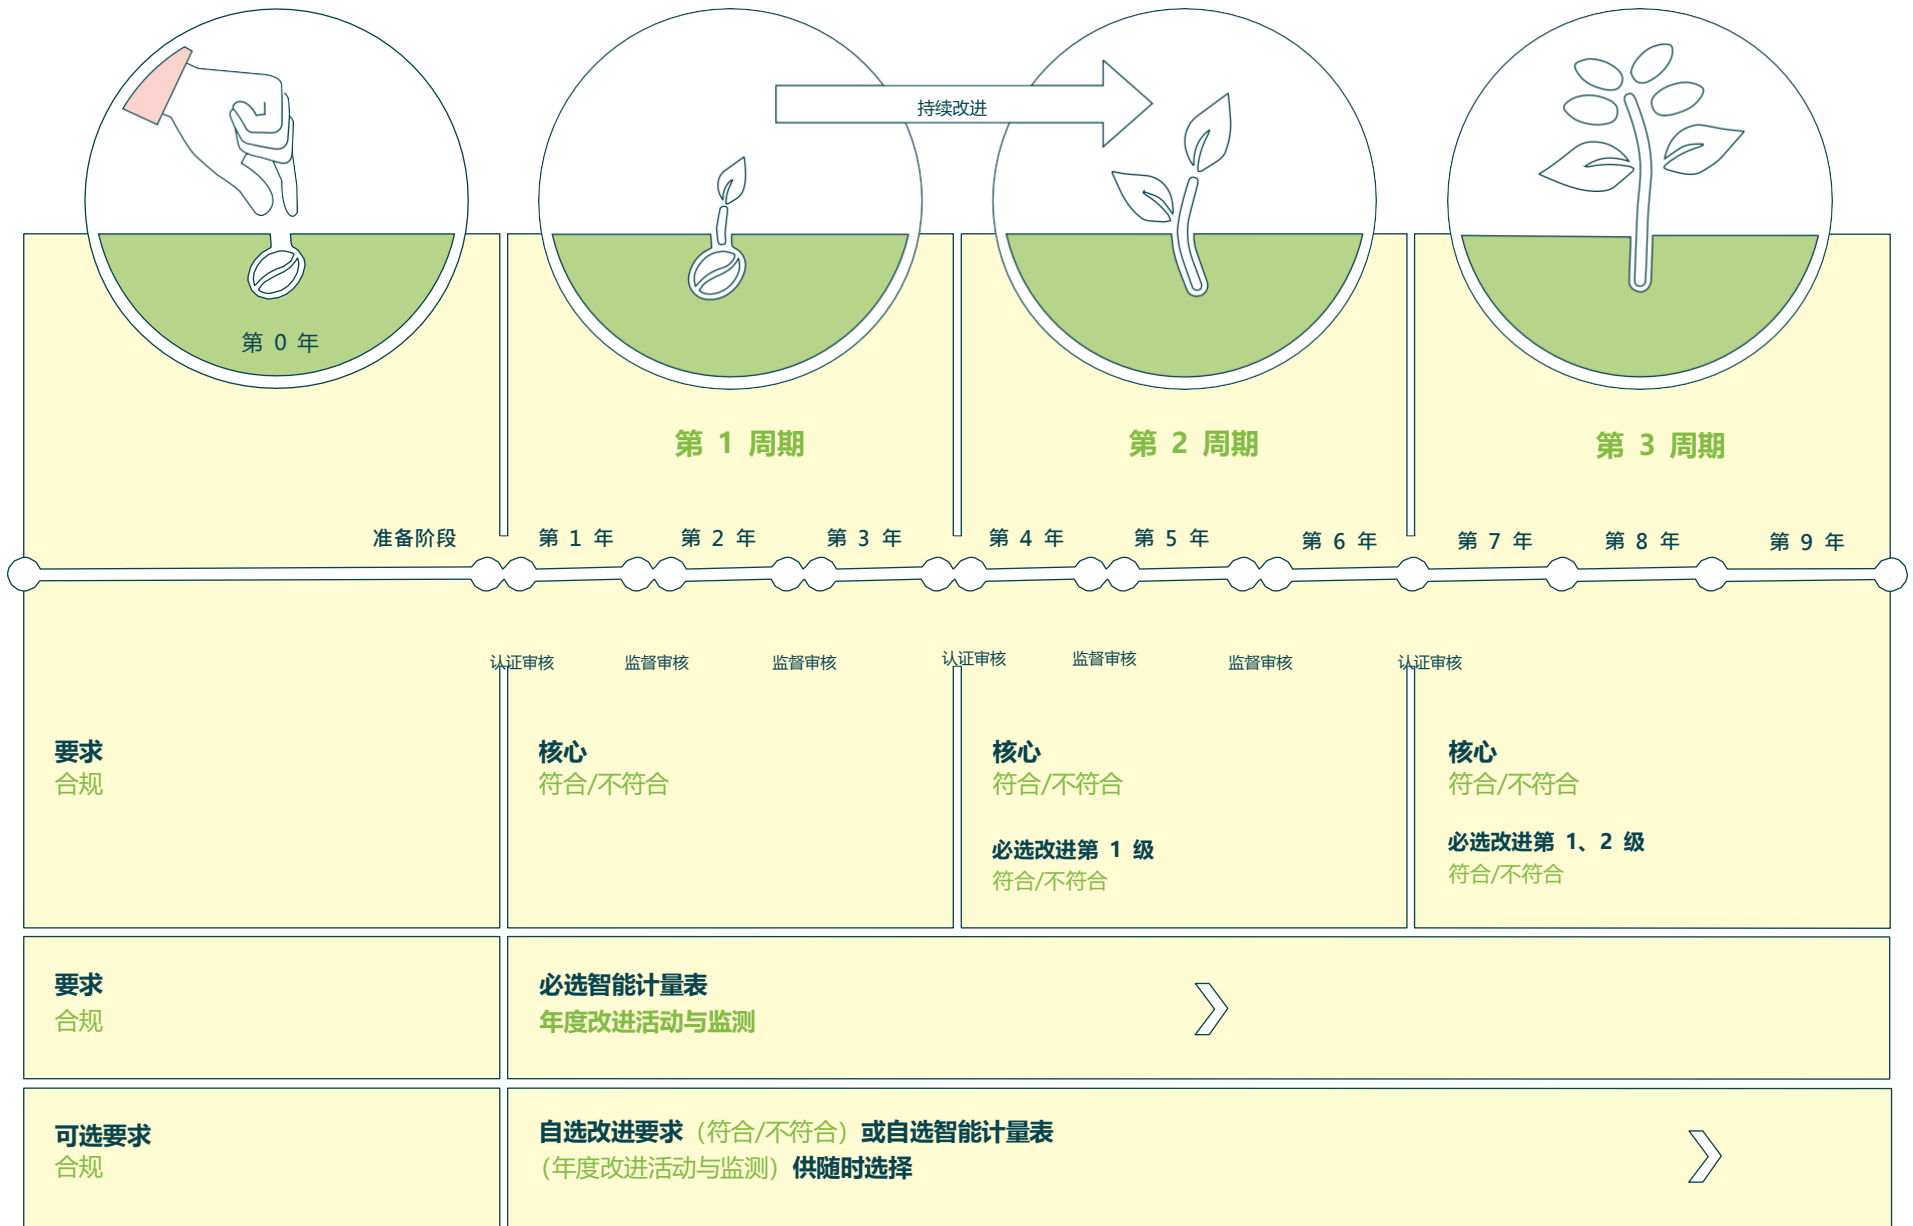 持续改进
第 0 年
第 1 周期
第 2 周期
第 3 周期
准备阶段
第 1 年
第 2 年
第 3 年
第 4 年
第 5 年
第 6 年
第 7 年
第 8 年
第 9 年
认证审核
监督审核
监督审核
认证审核
监督审核
监督审核
认证审核
要求
合规
核心
符合/不符合
核心
符合/不符合
必选改进第 1 级
符合/不符合
核心
符合/不符合
必选改进第 1、2 级
符合/不符合
要求
合规
必选智能计量表
年度改进活动与监测
可选要求
合规
自选改进要求（符合/不符合）或自选智能计量表
（年度改进活动与监测）供随时选择